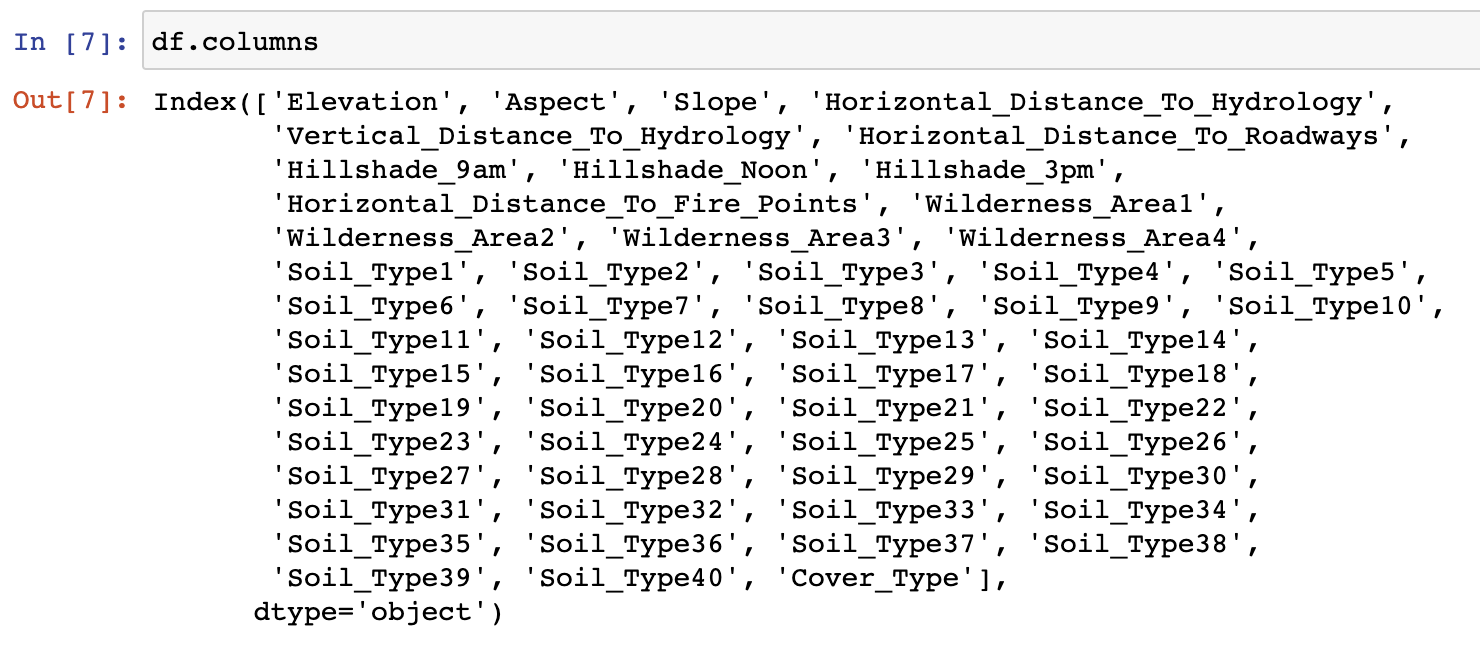 In [7]: df.columns
Out[7]: Index(['Elevation', 'Aspect', 'Slope', 'Horizontal_Distance_To_Hydrology',
'Vertical_Distance_To_Hydrology', 'Horizontal_Distance_To_Roadways',
'Hillshade_9am', 'Hillshade_Noon', 'Hillshade_3pm',
'Horizontal_Distance_To_Fire_Points', 'Wilderness_Area1',
'Wilderness_Area2', 'Wilderness_Area3', 'Wilderness_Area4',
'Soil_Type1', 'Soil_Type2', 'Soil_Type3', 'Soil_Type4', 'Soil_Type5',
'Soil_Type6', 'Soil_Type7', 'Soil_Type8', 'Soil_Type9', 'Soil_Type10',
'Soil_Type11', 'Soil_Type12', 'Soil_Type13', 'Soil_Type14',
'Soil_Type15', 'Soil_Type16', 'Soil_Type17', 'Soil_Type18',
'Soil_Type19', 'Soil_Type20', 'Soil_Type21', 'Soil_Type22',
'Soil_Type23', 'Soil_Type24', 'Soil_Type25', 'Soil_Type26',
'Soil_Type27', 'Soil_Type28', 'Soil_Type29', 'Soil_Type30',
'Soil_Type31', 'Soil_Type32', 'Soil_Type33', 'Soil_Type34',
'Soil_Type35', 'Soil_Type36', 'Soil_Type37', 'Soil_Type38',
'Soil_Type39', 'Soil_Type40', 'Cover_Type'],
dtype='object')